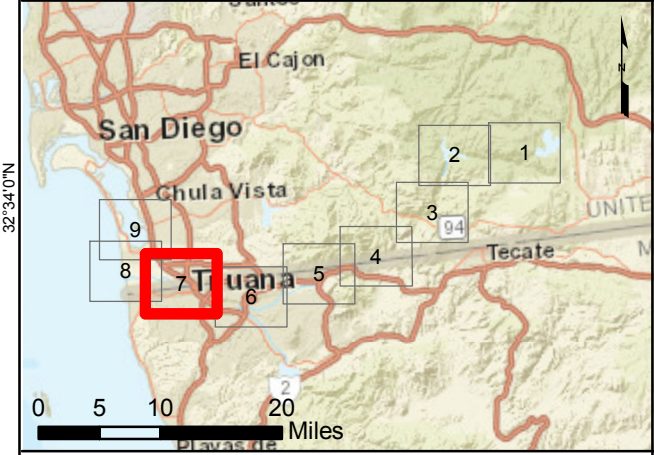 Santos
El Cajon
N
San Diego
2
1
32°34'0"N
Chula Vista
3
UNITE
9
94
4
Tecate
M
8
7
Tijuana
5
6
2
0 5 10 20
Miles
Playas de